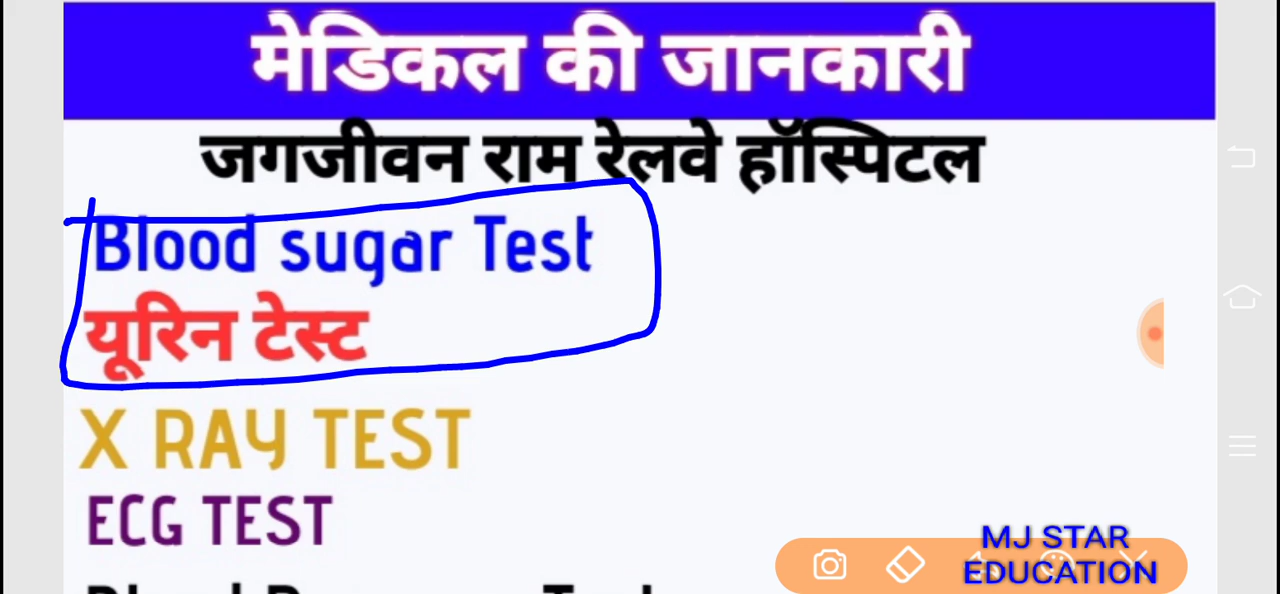 मेडिकल की जानकारी
जगजीवन राम रेलवे हॉस्पिटल
Blood sugar Test
यूरिन टेस्ट
X RAY TEST
ECG TEST
MJ STAR
EDUCATION